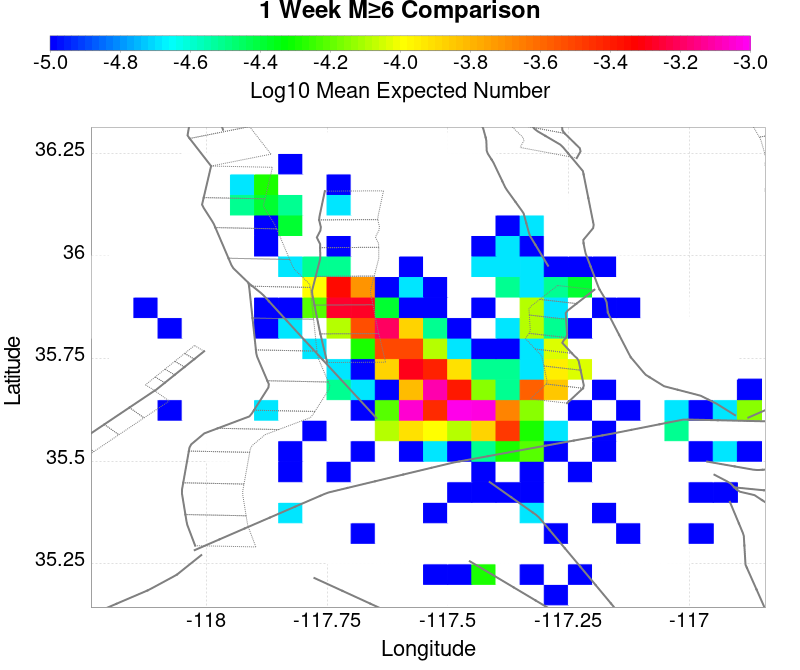 1 Week M≥6 Comparison
-5.0 -4.8 -4.6 -4.4 -4.2 -4.0 -3.8 -3.6 -3.4 -3.2 -3.0
Log10 Mean Expected Number
36.25
36
35.75
35.5
35.25
Latitude
-118 -117.75 -117.5 -117.25 -117
Longitude